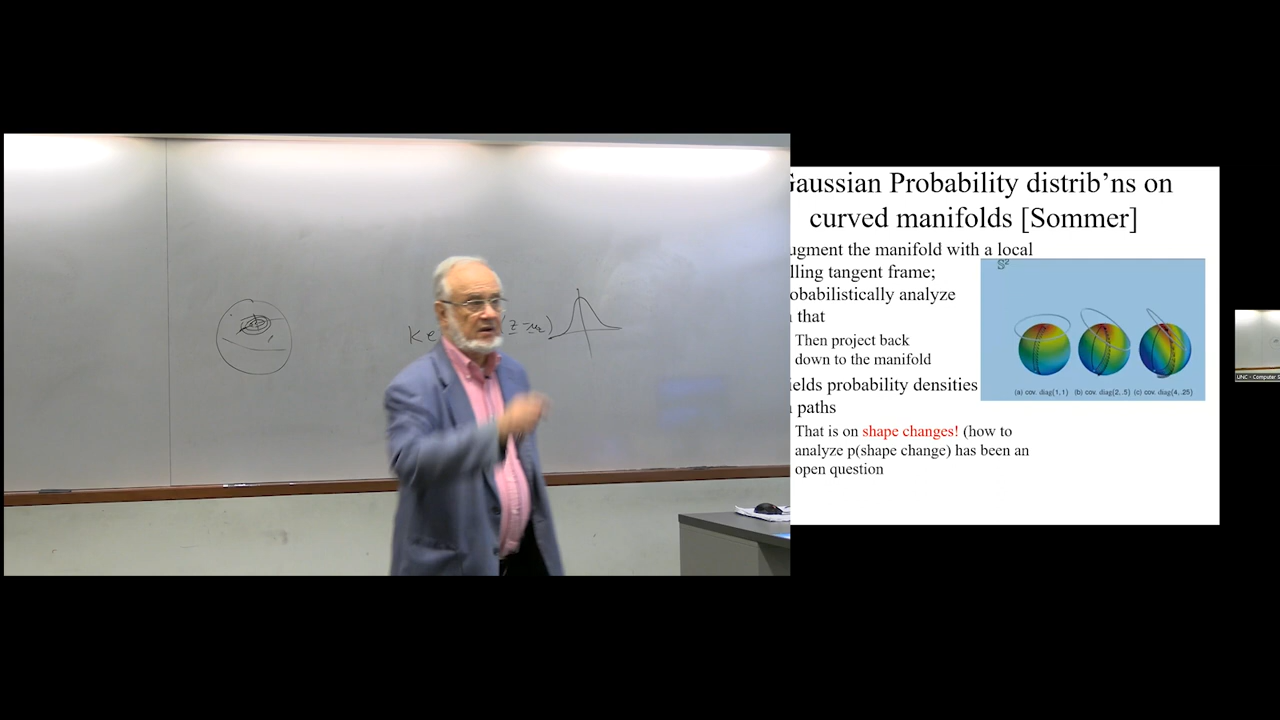 Gaussian Probability distrib'ns on
curved manifolds [Sommer]
ugment the manifold with a local
lling tangent frame;
obabilistically analyze
that
Then project back
down to the manifold
ields probability densities
paths
That is on shape changes! (how to
analyze p(shape change) has been an
open question
S²
(a) cov. diag(1,1) (b) cov. diag(2,.5) (c) cov. diag(4,.25)
UNC - Computer S